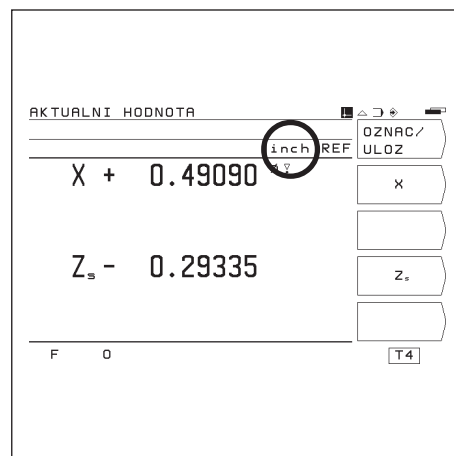 AKTUALNI HODNOTA
OZNAC/
ULOZ
inch REF
X + 0.49090
X
Zs - 0.29335
Zs
F 0
T4